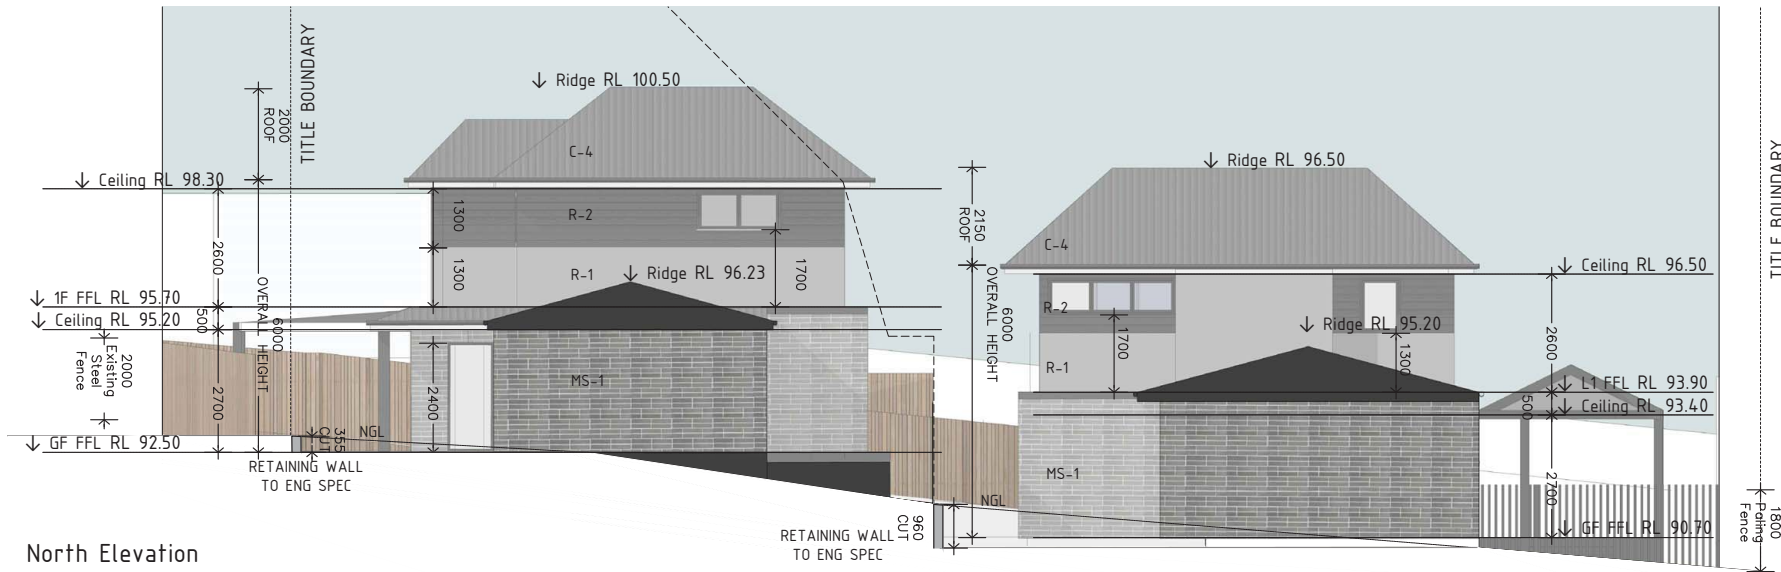 TITLE BOUNDARY
Ridge RL 100.50
2000
ROOF
C-4
Ceiling RL 98.30
1300
R-2
2600
OVERALL HEIGHT
6000
1300
R-1
Ridge RL 96.23
1700
1F FFL RL 95.70
500
Ceiling RL 95.20
2000
Existing
Steel
Fence
2700
2400
MS-1
GF FFL RL 92.50
355
CUT
NGL
RETAINING WALL
TO ENG SPEC
TITLE BOUNDARY
Ridge RL 96.50
2150
ROOF
C-4
Ceiling RL 96.50
OVERALL HEIGHT
6000
R-2
1700
Ridge RL 95.20
1300
2600
R-1
L1 FFL RL 93.90
500
Ceiling RL 93.40
MS-1
2700
NGL
960
CUT
RETAINING WALL
TO ENG SPEC
GF FFL RL 90.70
1800
Paling
Fence
North Elevation